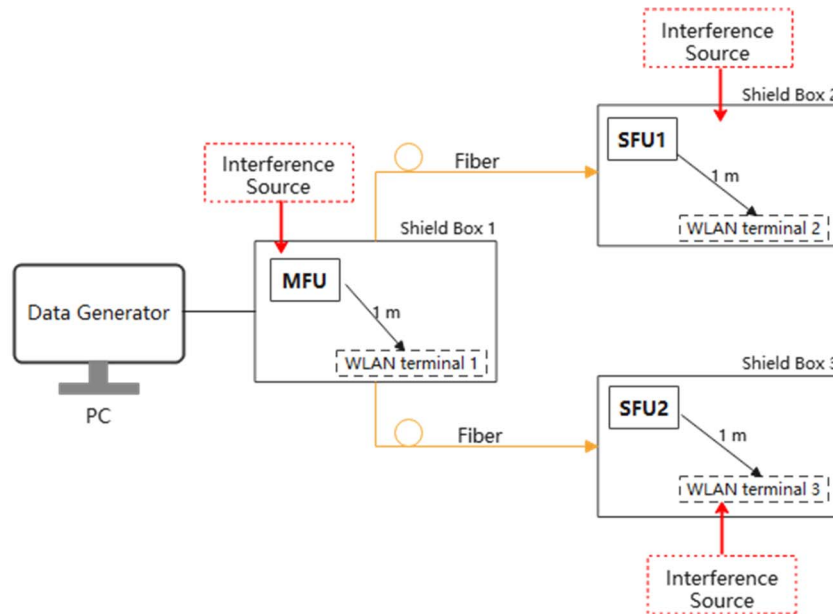 Interference
Source
Shield Box 2
SFU1
Fiber
1 m
WLAN terminal 2
Interference
Source
Shield Box 1
MFU
1 m
WLAN terminal 1
Data Generator
PC
Shield Box 3
SFU2
Fiber
1 m
WLAN terminal 3
Interference
Source